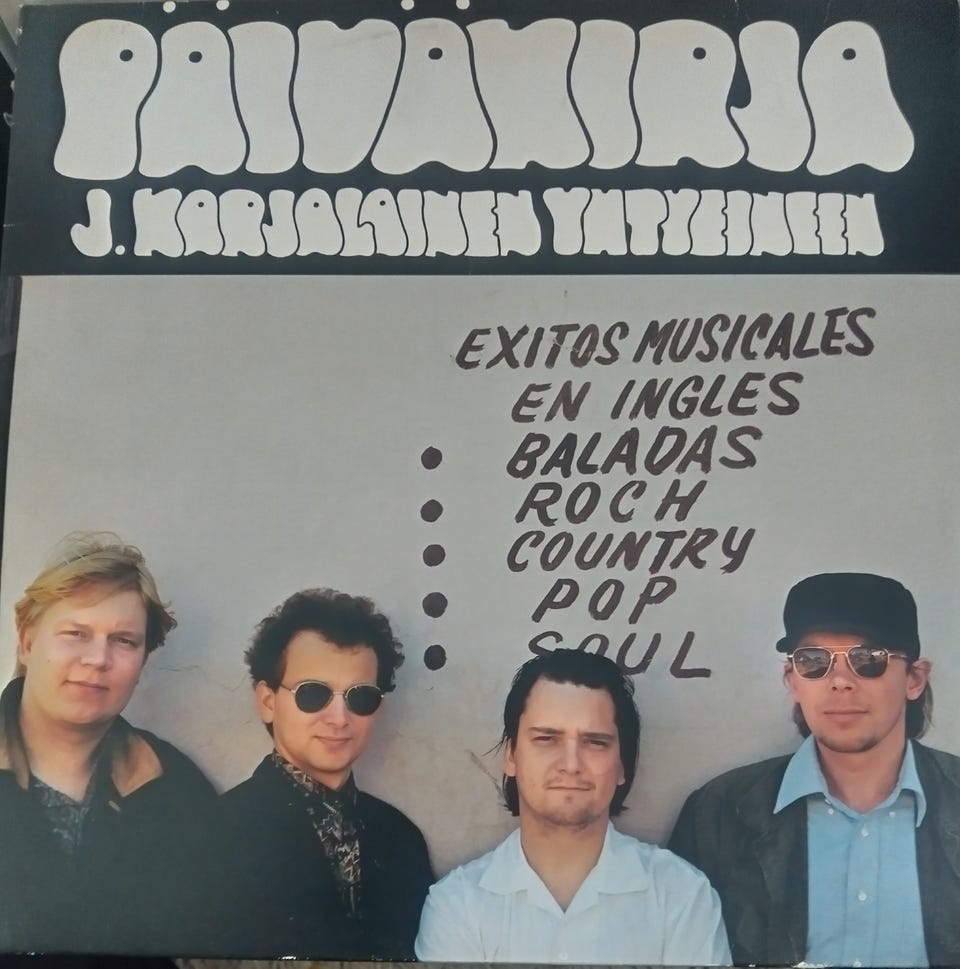 PÄIVÄKIRJA
J. KARJALAINEN YHTYEINEEN
EXITOS MUSICALES
EN INGLES
• BALADAS
• ROCH
• COUNTRY
• POP
• SOUL